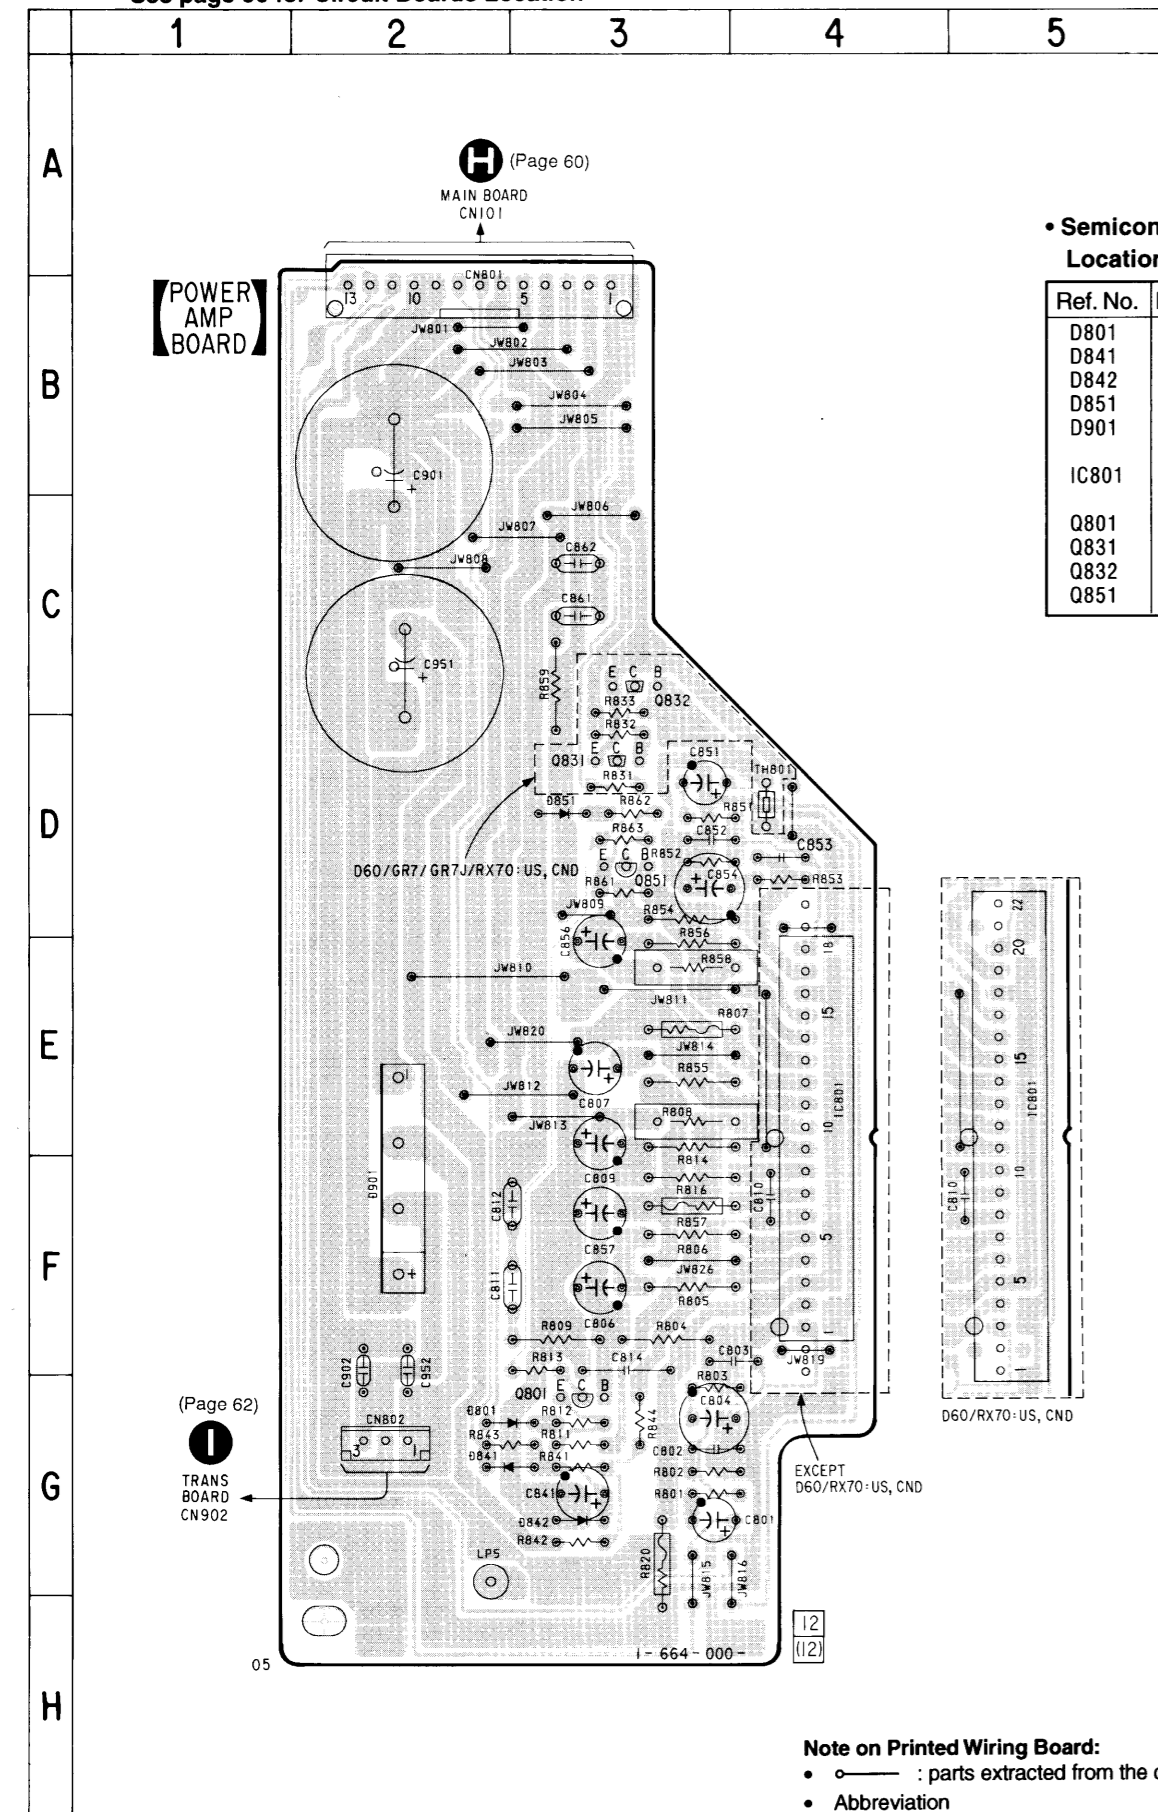 1 2 3 4 5
A
H (Page 60)
MAIN BOARD
CN101
• Semicon
Location
CN801
13 10 5 1
POWER
AMP
BOARD
Ref. No.
D801
D841
D842
D851
D901
IC801
Q801
Q831
Q832
Q851
B
JW801
JW802
JW803
JW804
JW805
C901
+
JW806
JW807
C862
JW808
C
C861
C951
+
R859
E C B
Q832
R833
R832
E C B
Q831
C851
TH801
R831
D851
R862
R851
D
R863
C852
C853
E C B
R852
D60/GR7/GR7J/RX70:US, CND
Q851
C854
R861
R853
JW809
R854
22
C856
R856
18
20
R858
JW810
JW811
R807
15
E
JW820
JW814
R855
15
JW812
C807
R808
IC801
IC801
JW813
10
R814
C809
10
D901
C812
R816
C810
C810
R857
5
F
C857
R806
JW826
+
C811
R805
5
C806
R809
R804
1
C803
JW819
C902
C952
R813
C814
R803
1
Q801
E C B
(Page 62)
D801
R812
C804
D60/RX70:US, CND
CN802
R843
R811
R844
I
3 1
C802
D841
R841
TRANS
BOARD
CN902
R802
EXCEPT
D60/RX70:US, CND
G
C841
R801
C801
D842
R842
LP5
R820
JW815
JW816
12
(12)
1-664-000-
05
H
Note on Printed Wiring Board:
• : parts extracted from the
• Abbreviation